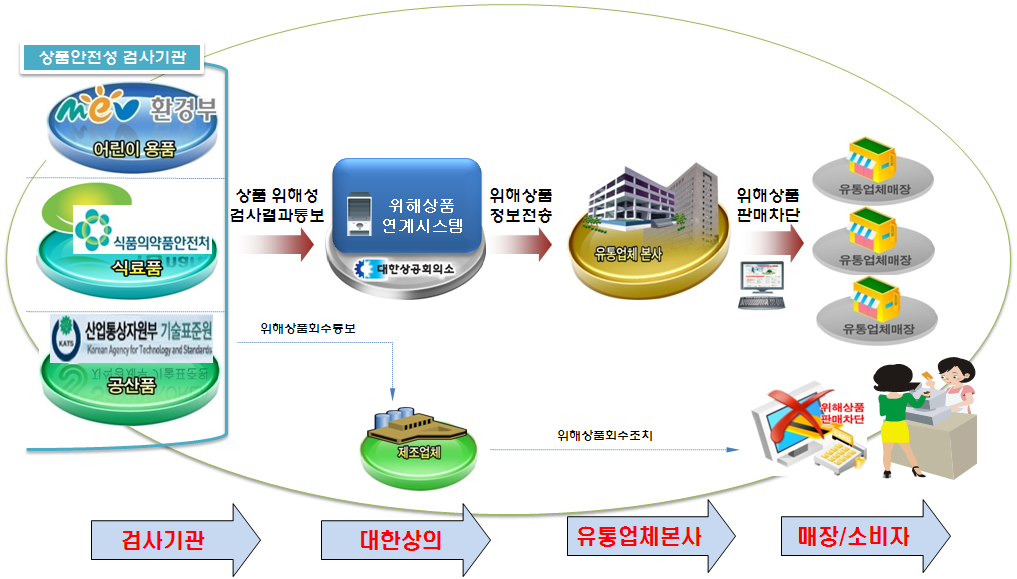 상품안전성 검사기관
mev 환경부
어린이 용품
식품의약품안전처
식료품
KATS
산업통상자원부 기술표준원
Korean Agency for Technology and Standards
공산품
상품 위해성
검사결과통보
위해상품
연계시스템
대한상공회의소
위해상품
정보전송
유통업체 본사
위해상품
판매차단
유통업체매장
유통업체매장
유통업체매장
위해상품회수통보
제조업체
위해상품회수조치
위해상품
판매차단
검사기관
대한상의
유통업체본사
매장/소비자